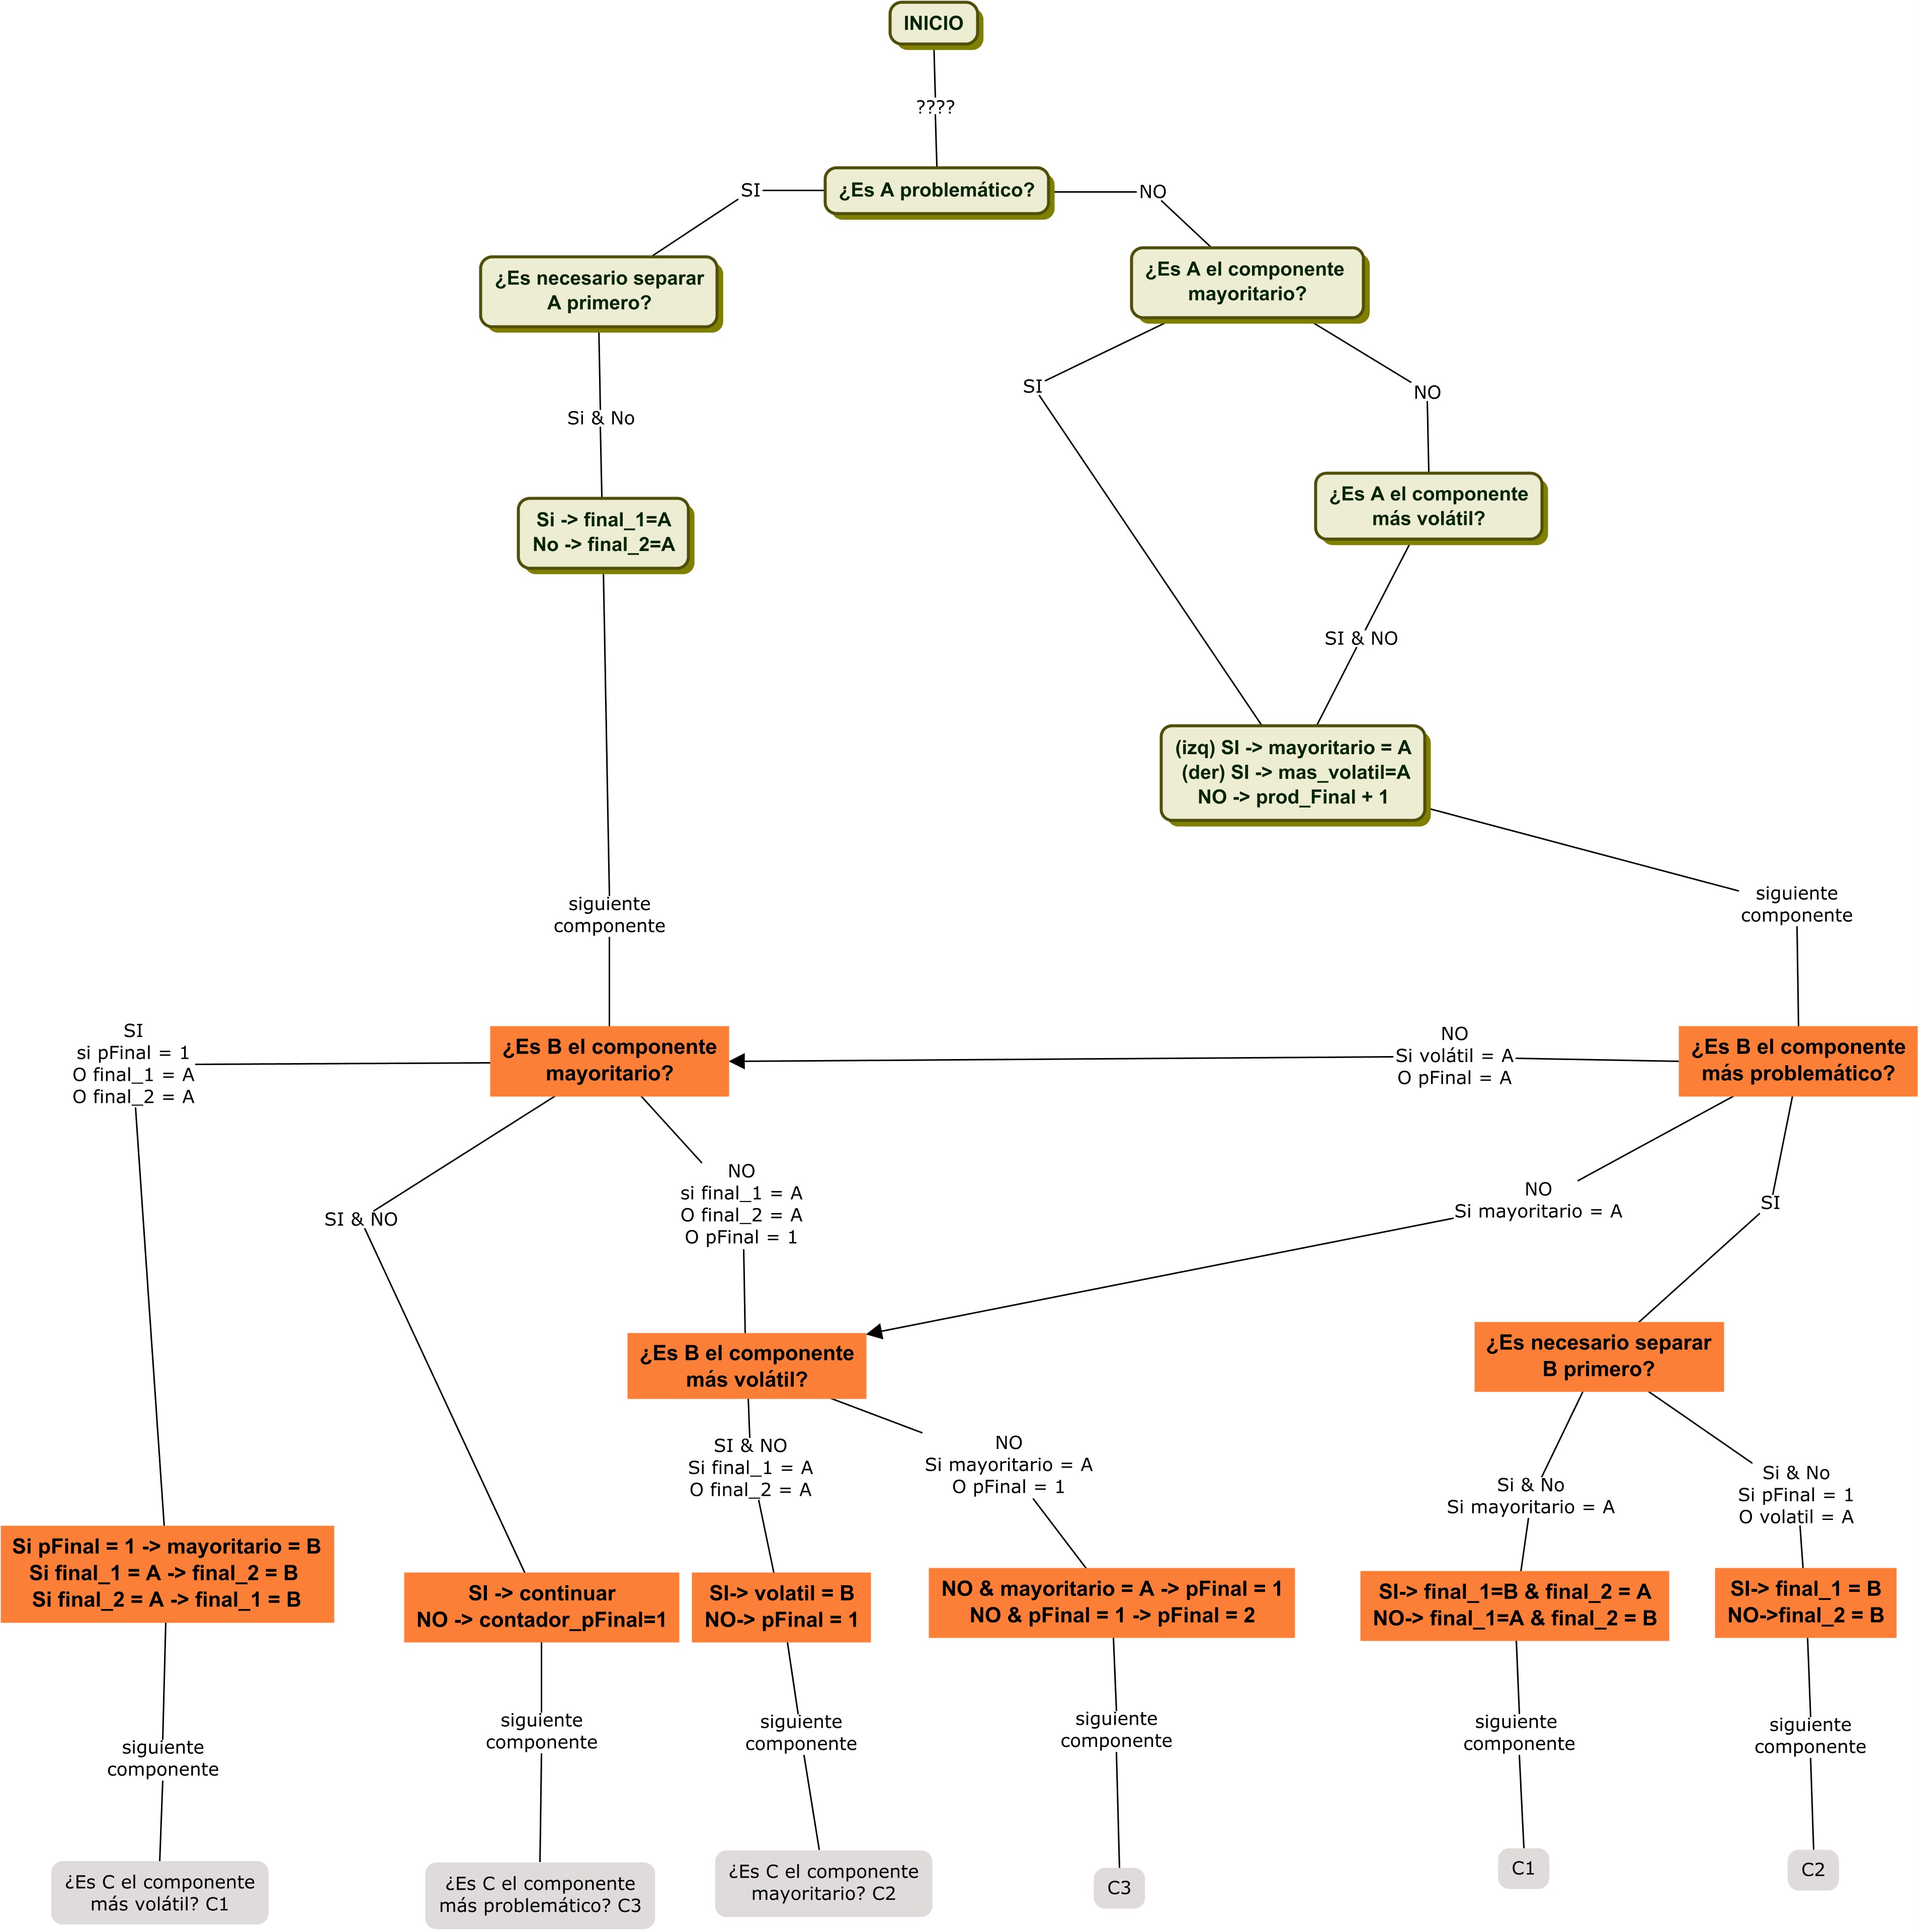 INICIO
????
¿Es A problemático?
SI
NO
¿Es necesario separar
A primero?
¿Es A el componente
mayoritario?
SI
NO
Si & No
¿Es A el componente
más volátil?
Si -> final_1=A
No -> final_2=A
SI & NO
(izq) SI -> mayoritario = A
(der) SI -> mas_volatil=A
NO -> prod_Final + 1
siguiente
componente
siguiente
componente
SI
si pFinal = 1
O final_1 = A
O final_2 = A
¿Es B el componente
mayoritario?
NO
Si volátil = A
O pFinal = A
¿Es B el componente
más problemático?
SI & NO
NO
si final_1 = A
O final_2 = A
O pFinal = 1
NO
Si mayoritario = A
SI
¿Es B el componente
más volátil?
¿Es necesario separar
B primero?
SI & NO
Si final_1 = A
O final_2 = A
NO
Si mayoritario = A
O pFinal = 1
Si & No
Si mayoritario = A
Si & No
Si pFinal = 1
O volatil = A
Si pFinal = 1 -> mayoritario = B
Si final_1 = A -> final_2 = B
Si final_2 = A -> final_1 = B
SI -> continuar
NO -> contador_pFinal=1
SI-> volatil = B
NO-> pFinal = 1
NO & mayoritario = A -> pFinal = 1
NO & pFinal = 1 -> pFinal = 2
SI-> final_1=B & final_2 = A
NO-> final_1=A & final_2 = B
SI-> final_1 = B
NO->final_2 = B
siguiente
componente
siguiente
componente
siguiente
componente
siguiente
componente
siguiente
componente
siguiente
componente
¿Es C el componente
más volátil? C1
¿Es C el componente
más problemático? C3
¿Es C el componente
mayoritario? C2
C3
C1
C2